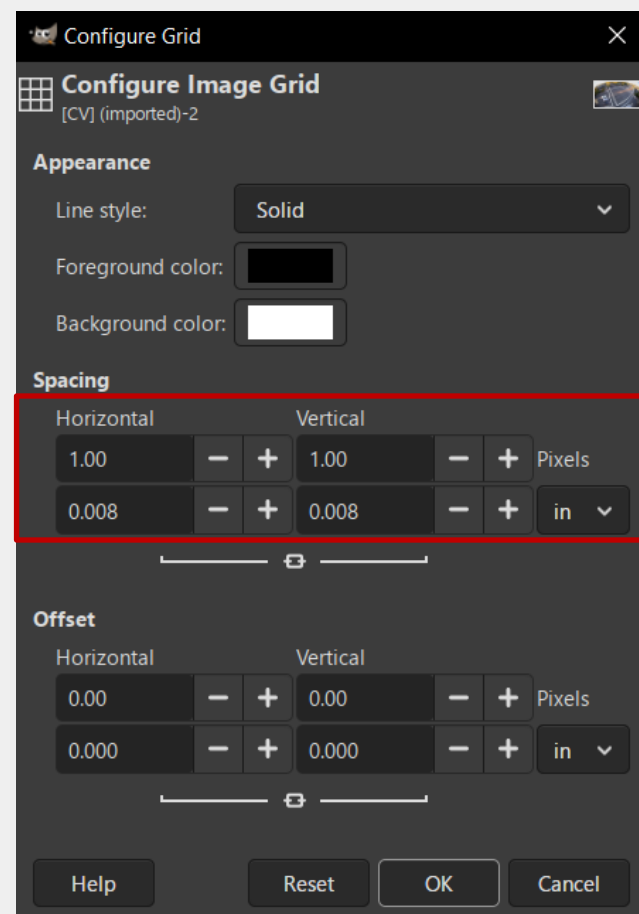 Configure Grid
Configure Image Grid
[CV] (imported)-2
Appearance
Line style: Solid
Foreground color:
Background color:
Spacing
Horizontal Vertical
1.00 1.00 Pixels
0.008 0.008 in
Offset
Horizontal Vertical
0.00 0.00 Pixels
0.000 0.000 in
Help Reset OK Cancel